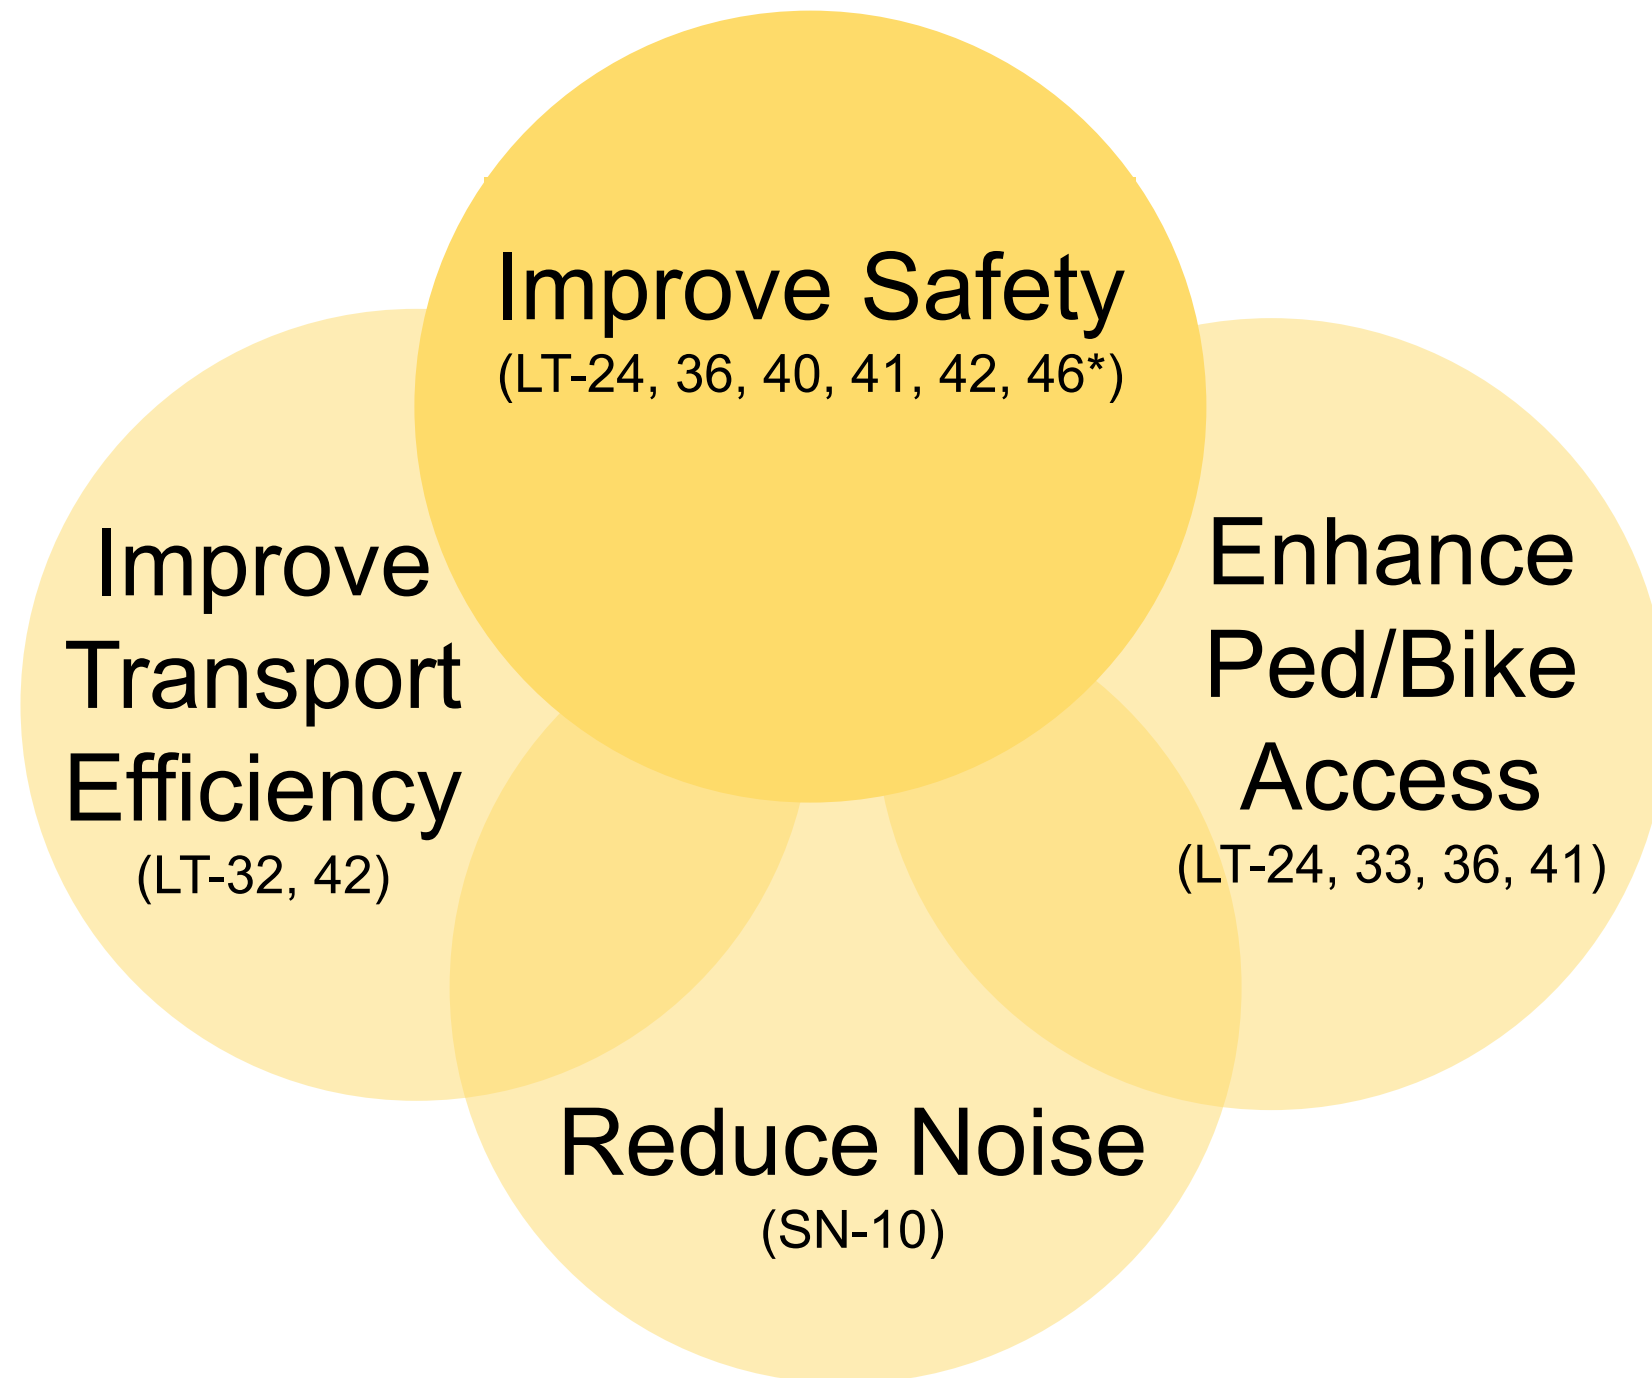 Improve Safety
(LT-24, 36, 40, 41, 42, 46*)
Improve
Transport
Efficiency
(LT-32, 42)
Enhance
Ped/Bike
Access
(LT-24, 33, 36, 41)
Reduce Noise
(SN-10)